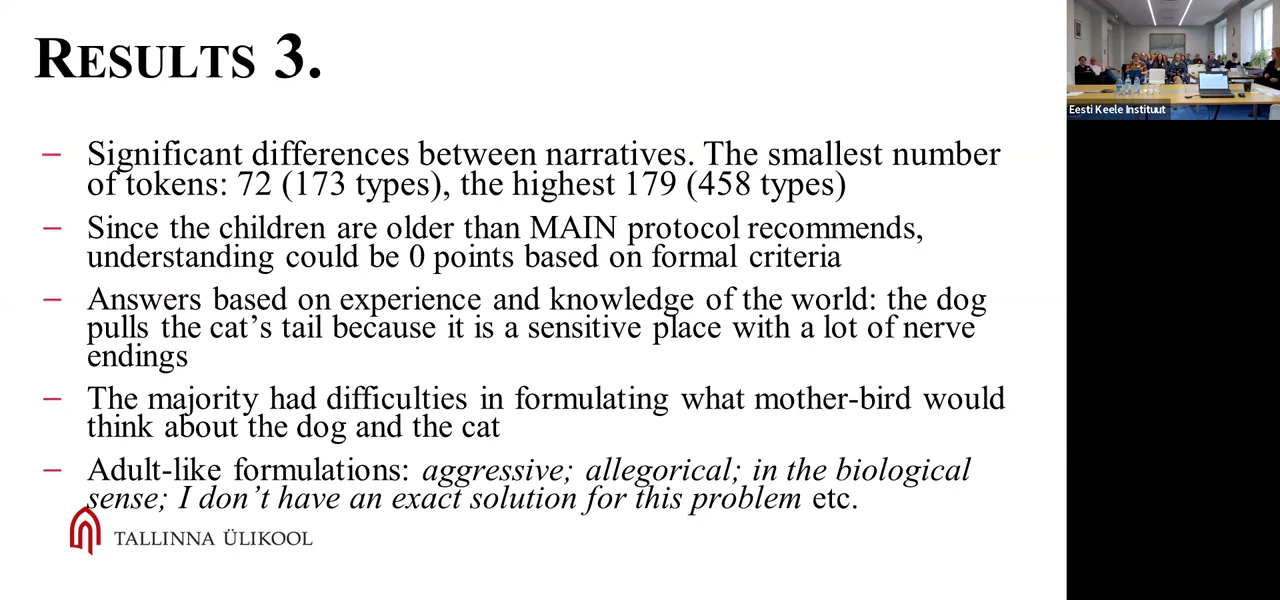 RESULTS 3.
– Significant differences between narratives. The smallest number
of tokens: 72 (173 types), the highest 179 (458 types)
– Since the children are older than MAIN protocol recommends,
understanding could be 0 points based on formal criteria
– Answers based on experience and knowledge of the world: the dog
pulls the cat's tail because it is a sensitive place with a lot of nerve
endings
– The majority had difficulties in formulating what mother-bird would
think about the dog and the cat
– Adult-like formulations: aggressive; allegorical; in the biological
sense; I don't have an exact solution for this problem etc.
TALLINNA ÜLIKOOL
Eesti Keele Instituut